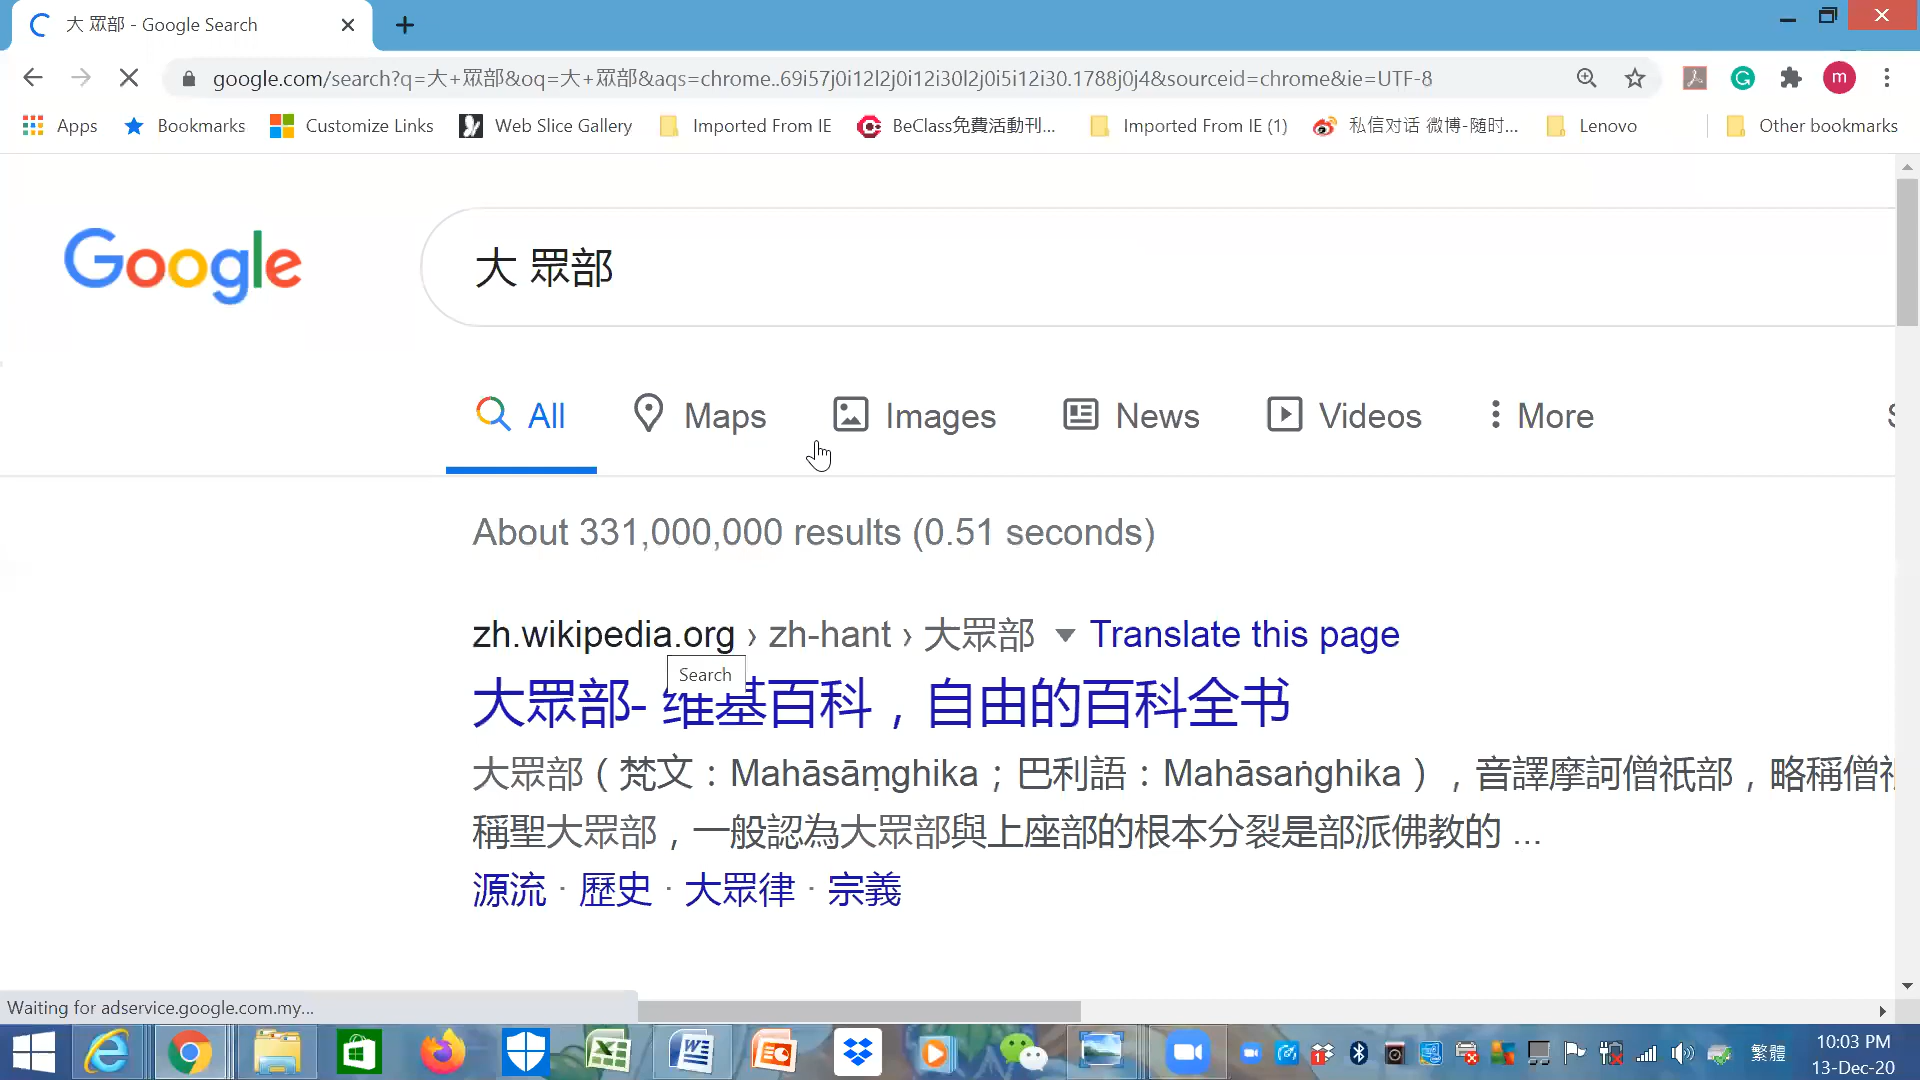 大 眾部 - Google Search
google.com/search?q=大+眾部&oq=大+眾部&aqs=chrome..69i57j0i12l2j0i12i30l2j0i5i12i30.1788j0j4&sourceid=chrome&ie=UTF-8
m
Apps Bookmarks Customize Links Web Slice Gallery Imported From IE BeClass免費活動刊... Imported From IE (1) 私信对话 微博-随时... Lenovo Other bookmarks
Google 大 眾部
All Maps Images News Videos More
About 331,000,000 results (0.51 seconds)
zh.wikipedia.org › zh-hant › 大眾部 Translate this page
Search
大眾部- 维基百科，自由的百科全书
大眾部（梵文：Mahāsāṃghika；巴利語：Mahāsaṅghika），音譯摩訶僧祇部，略稱僧祇
稱聖大眾部，一般認為大眾部與上座部的根本分裂是部派佛教的 ...
源流 · 歷史 · 大眾律 · 宗義
Waiting for adservice.google.com.my...
繁體
10:03 PM
13-Dec-20